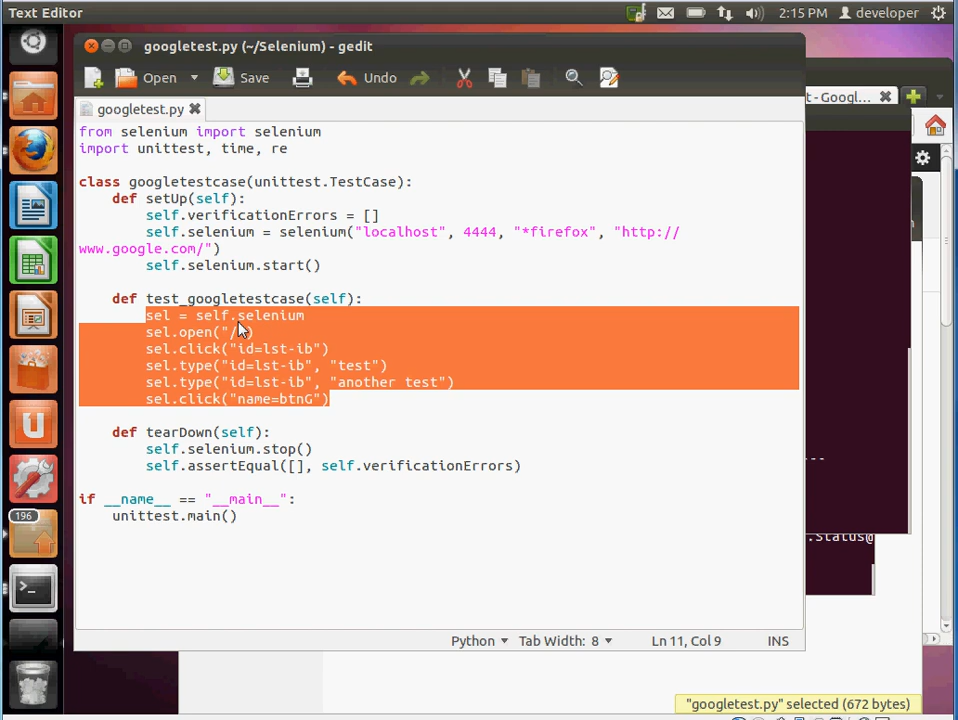 Text Editor
2:15 PM developer
googletest.py (~/Selenium) - gedit
Open Save Undo
googletest.py
t - Googl...
from selenium import selenium
import unittest, time, re
class googletestcase(unittest.TestCase):
def setUp(self):
self.verificationErrors = []
self.selenium = selenium("localhost", 4444, "*firefox", "http://
www.google.com/")
self.selenium.start()
def test_googletestcase(self):
sel = self.selenium
sel.open("/")
sel.click("id=lst-ib")
sel.type("id=lst-ib", "test")
sel.type("id=lst-ib", "another test")
sel.click("name=btnG")
def tearDown(self):
self.selenium.stop()
self.assertEqual([], self.verificationErrors)
if __name__ == "__main__":
unittest.main()
196
---
.Status@
Python Tab Width: 8 Ln 11, Col 9 INS
"googletest.py" selected (672 bytes)